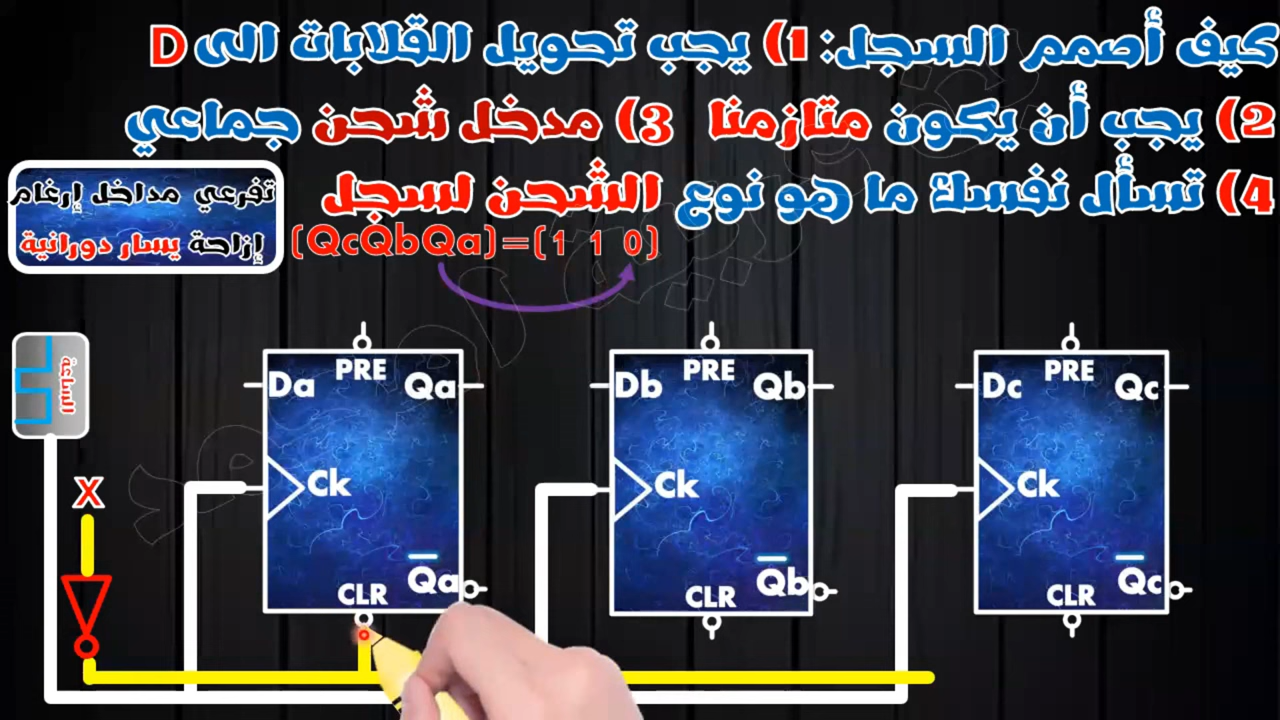 كيف أصمم السجل: 1) يجب تحويل القلابات الى D
2) يجب أن يكون متازمنا 3) مدخل شحن جماعي
4) تسأل نفسك ما هو نوع الشحن لسجل
تفرعي مداخل إرغام
إزاحة يسار دورانية
(QcQbQa)=(1 1 0)
الساعة
X
PRE
Da
Qa
Ck
Qa
CLR
PRE
Db
Qb
Ck
Qb
CLR
PRE
Dc
Qc
Ck
Qc
CLR